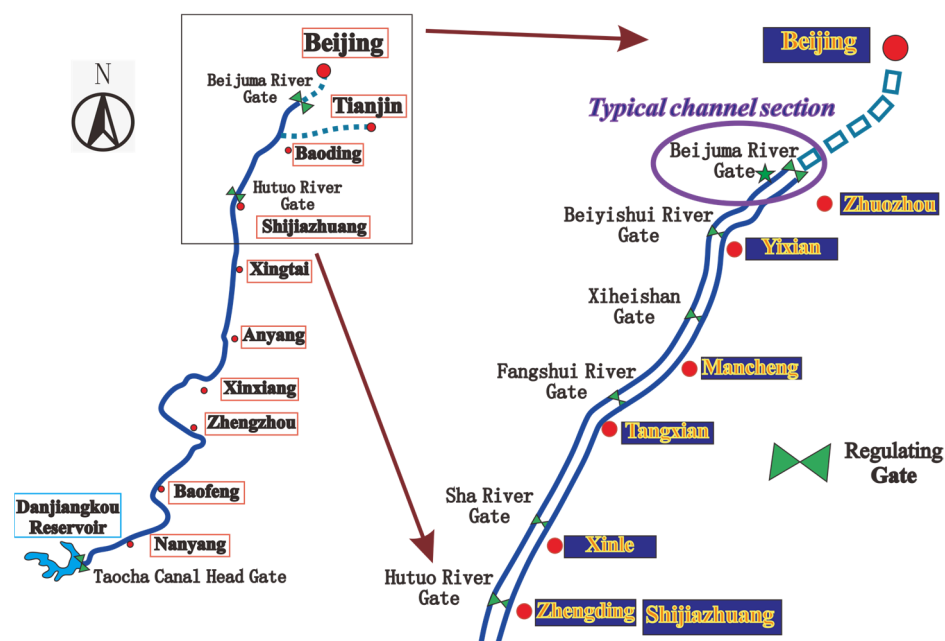 N
Beijing
Beijuma River
Gate
Tianjin
Baoding
Hutuo River
Gate
Shijiazhuang
Xingtai
Anyang
Xinxiang
Zhengzhou
Baofeng
Danjiangkou
Reservoir
Nanyang
Taocha Canal Head Gate
Beijing
Typical channel section
Beijuma River
Gate
Zhuozhou
Beiyishui River
Gate
Yixian
Xiheishan
Gate
Fangshui River
Gate
Mancheng
Tangxian
Regulating
Gate
Sha River
Gate
Xinle
Hutuo River
Gate
Zhengding
Shijiazhuang